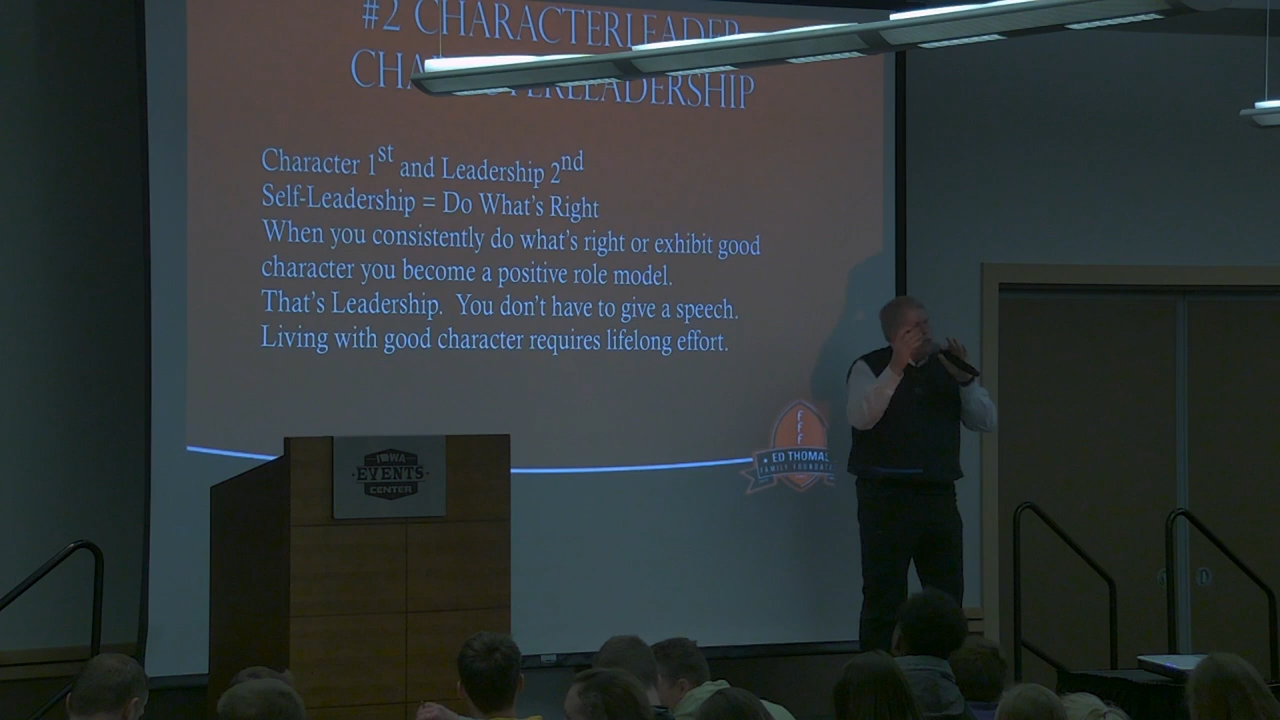 #2 CHARACTERLEADER
CHARACTERLEADERSHIP
Character 1st and Leadership 2nd
Self-Leadership = Do What's Right
When you consistently do what's right or exhibit good
character you become a positive role model.
That's Leadership. You don't have to give a speech.
Living with good character requires lifelong effort.
F
F
F
ED THOMAS
FAMILY FOUNDATION
IOWA
EVENTS
CENTER